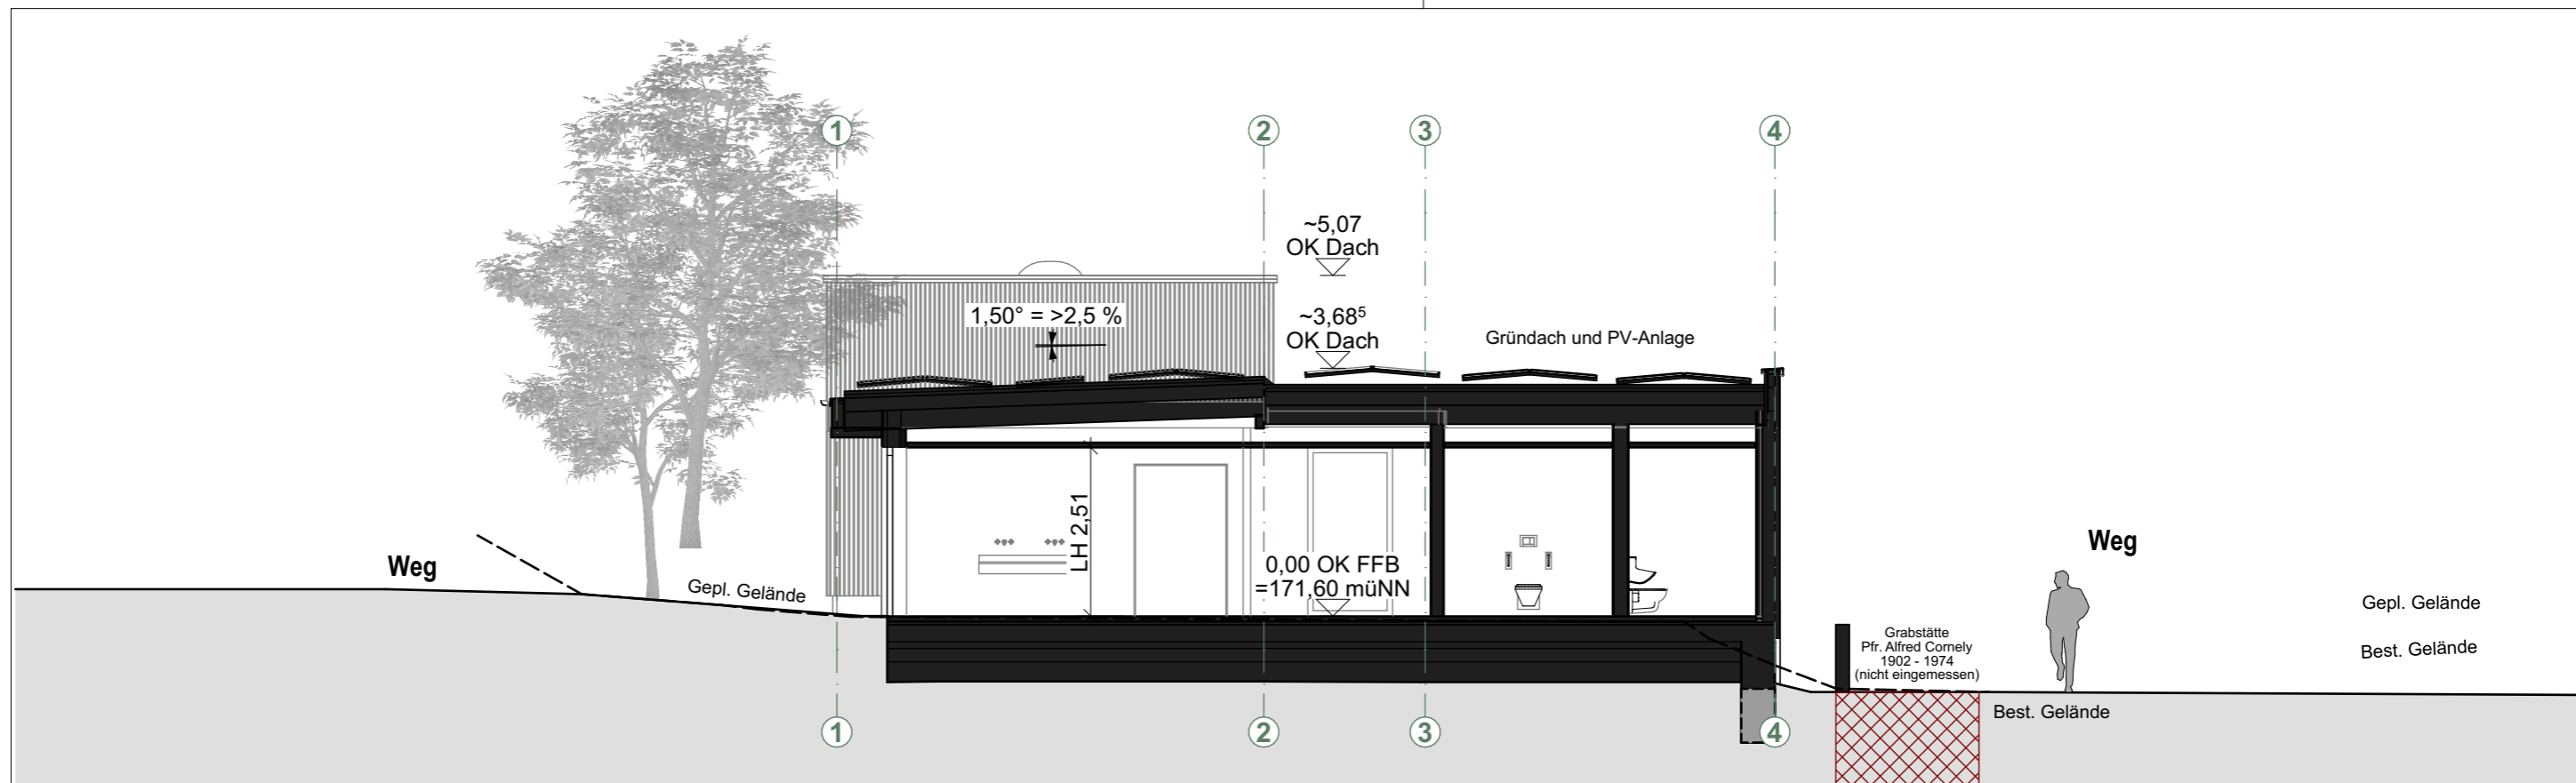 1
2
3
4
~5,07
OK Dach
1,50° = >2,5 %
~3,68⁵
OK Dach
Gründach und PV-Anlage
LH 2,51
0,00 OK FFB
=171,60 müNN
Weg
Gepl. Gelände
Weg
Gepl. Gelände
Best. Gelände
Grabstätte
Pfr. Alfred Cornely
1902 - 1974
(nicht eingemessen)
Best. Gelände
1
2
3
4